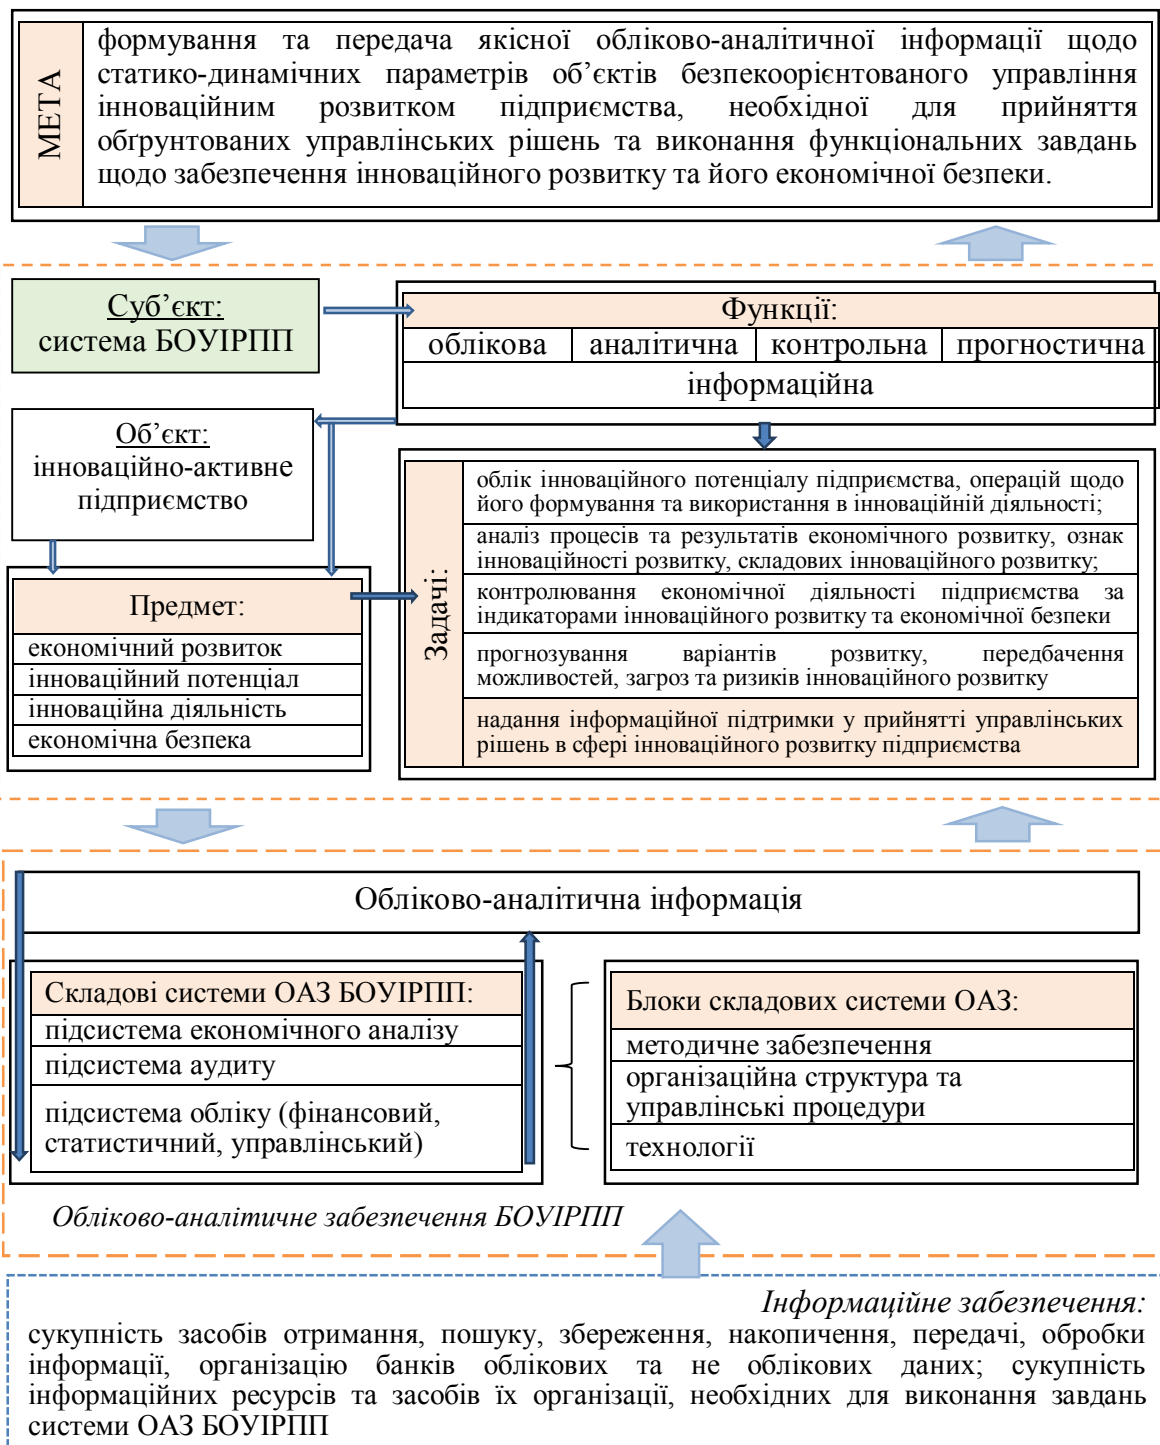 МЕТА
формування та передача якісної обліково-аналітичної інформації щодо
статико-динамічних параметрів об’єктів безпекоорієнтованого управління
інноваційним розвитком підприємства, необхідної для прийняття
обґрунтованих управлінських рішень та виконання функціональних завдань
щодо забезпечення інноваційного розвитку та його економічної безпеки.
Суб’єкт:
система БОУІРПП
Функції:
облікова аналітична контрольна прогностична
інформаційна
Об’єкт:
інноваційно-активне
підприємство
Предмет:
економічний розвиток
інноваційний потенціал
інноваційна діяльність
економічна безпека
Задачі:
облік інноваційного потенціалу підприємства, операцій щодо
його формування та використання в інноваційній діяльності;
аналіз процесів та результатів економічного розвитку, ознак
інноваційності розвитку, складових інноваційного розвитку;
контролювання економічної діяльності підприємства за
індикаторами інноваційного розвитку та економічної безпеки
прогнозування варіантів розвитку, передбачення
можливостей, загроз та ризиків інноваційного розвитку
надання інформаційної підтримки у прийнятті управлінських
рішень в сфері інноваційного розвитку підприємства
Обліково-аналітична інформація
Складові системи ОАЗ БОУІРПП:
підсистема економічного аналізу
підсистема аудиту
підсистема обліку (фінансовий,
статистичний, управлінський)
Блоки складових системи ОАЗ:
методичне забезпечення
організаційна структура та
управлінські процедури
технології
Обліково-аналітичне забезпечення БОУІРПП
Інформаційне забезпечення:
сукупність засобів отримання, пошуку, збереження, накопичення, передачі, обробки
інформації, організацію банків облікових та не облікових даних; сукупність
інформаційних ресурсів та засобів їх організації, необхідних для виконання завдань
системи ОАЗ БОУІРПП